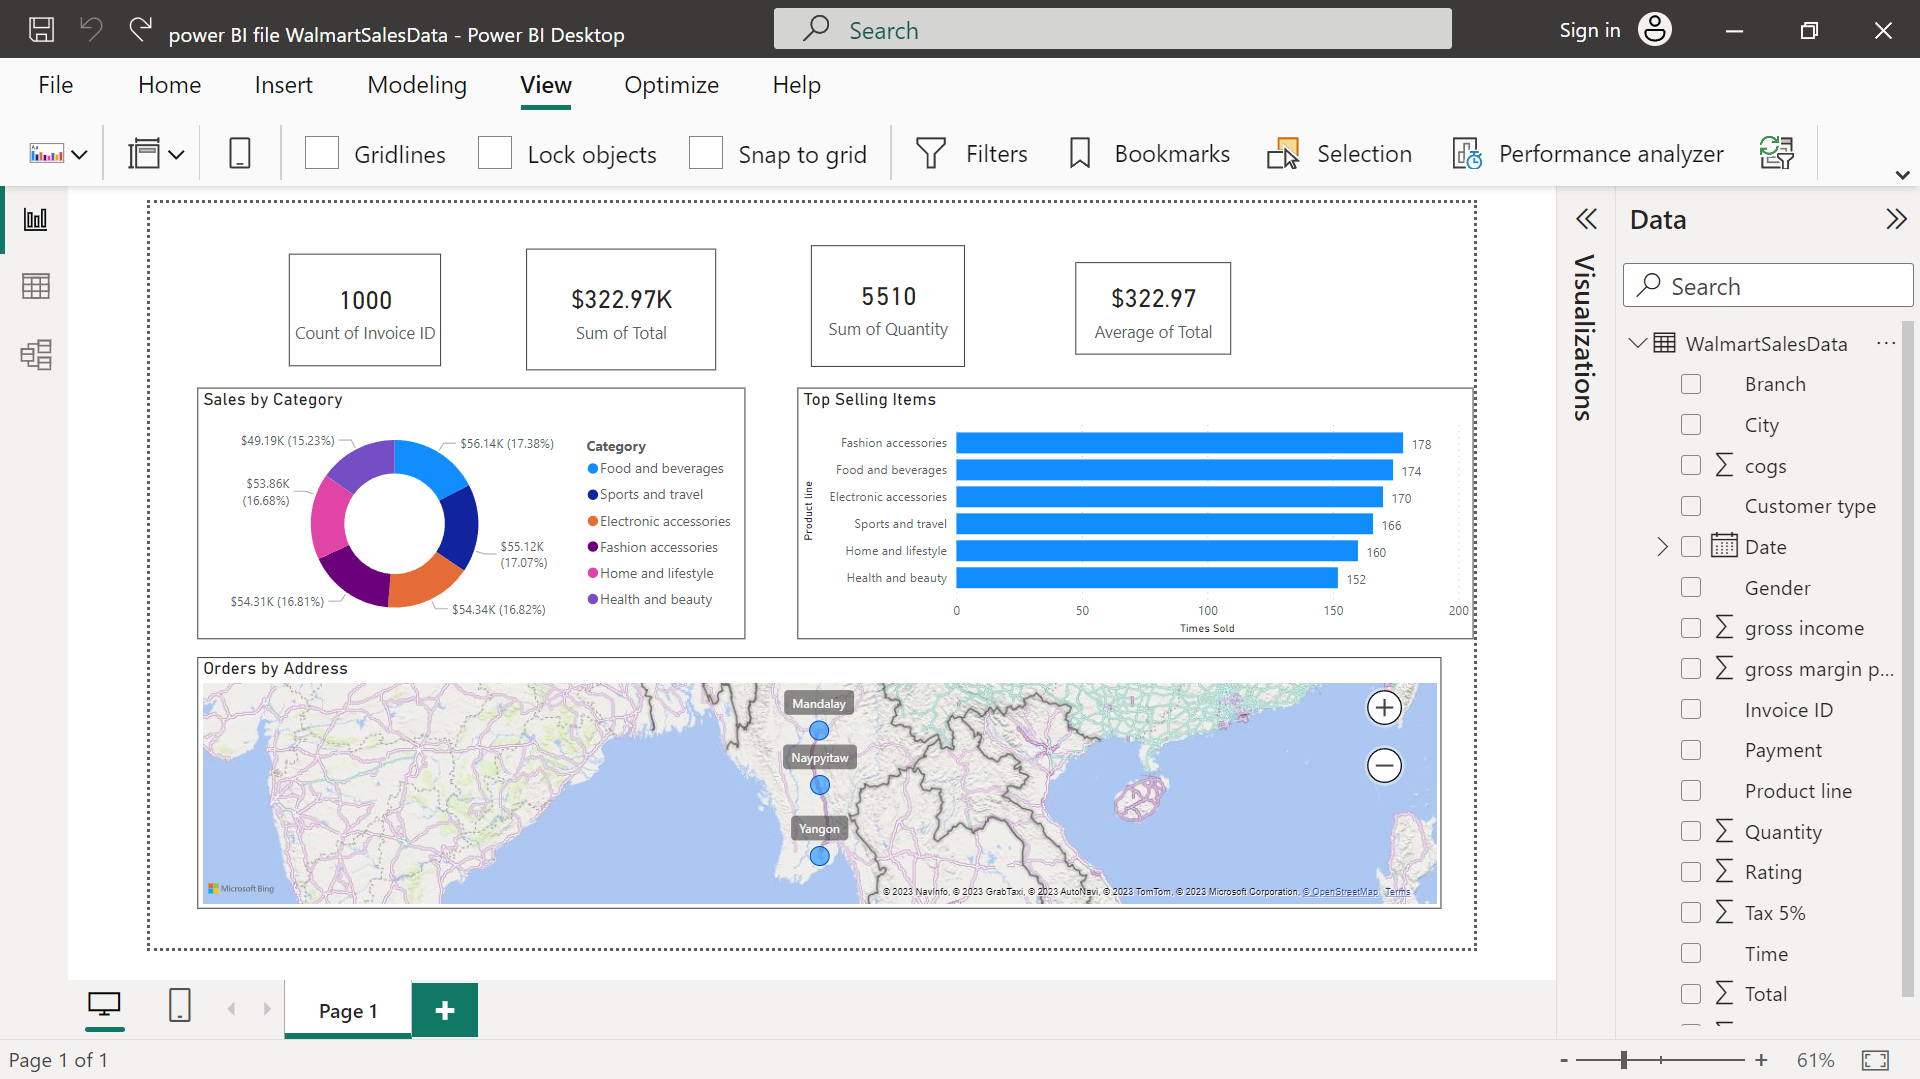 power BI file WalmartSalesData - Power BI Desktop
Search
Sign in
File
Home
Insert
Modeling
View
Optimize
Help
Gridlines
Lock objects
Snap to grid
Filters
Bookmarks
Selection
Performance analyzer
1000
Count of Invoice ID
$322.97K
Sum of Total
5510
Sum of Quantity
$322.97
Average of Total
Sales by Category
$49.19K (15.23%)
$56.14K (17.38%)
$53.86K
(16.68%)
$55.12K
(17.07%)
$54.31K (16.81%)
$54.34K (16.82%)
Category
Food and beverages
Sports and travel
Electronic accessories
Fashion accessories
Home and lifestyle
Health and beauty
Top Selling Items
Product line
Fashion accessories
178
Food and beverages
174
Electronic accessories
170
Sports and travel
166
Home and lifestyle
160
Health and beauty
152
0
50
100
150
200
Times Sold
Orders by Address
Mandalay
Naypyitaw
Yangon
Microsoft Bing
© 2023 NavInfo, © 2023 GrabTaxi, © 2023 AutoNavi, © 2023 TomTom, © 2023 Microsoft Corporation, © OpenStreetMap Terms
Visualizations
Data
Search
WalmartSalesData
Branch
City
cogs
Customer type
Date
Gender
gross income
gross margin p...
Invoice ID
Payment
Product line
Quantity
Rating
Tax 5%
Time
Total
Page 1
Page 1 of 1
61%